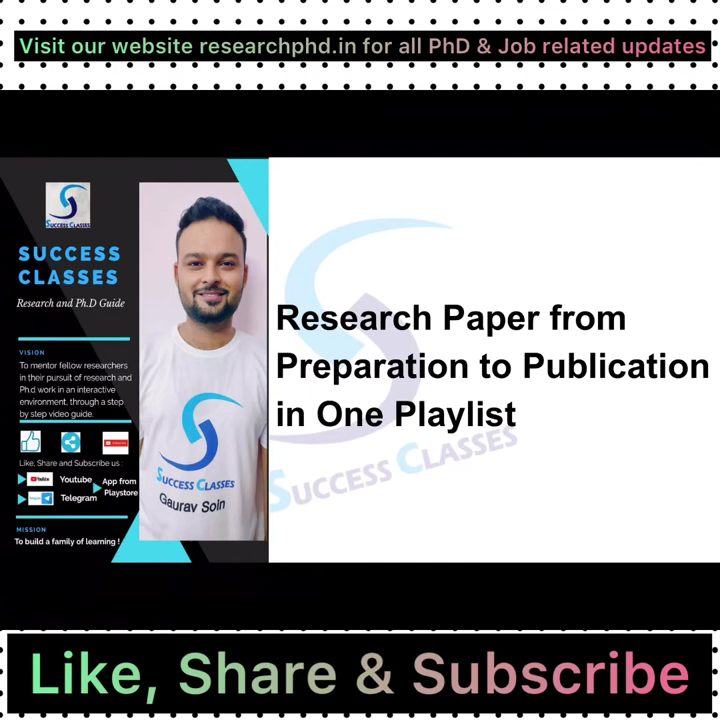 Visit our website researchphd.in for all PhD & Job related updates
SUCCESS CLASSES
SUCCESS
CLASSES
Research and Ph.D Guide
VISION
To mentor fellow researchers
in their pursuit of research and
Ph.d work in an interactive
environment, through a step
by step video guide.
Like, Share and Subscribe us :
YouTube
Youtube
Telegram
App from
Playstore
MISSION
To build a family of learning !
SUCCESS CLASSES
Gaurav Soin
Research Paper from
Preparation to Publication
in One Playlist
SUCCESS CLASSES
Like, Share & Subscribe